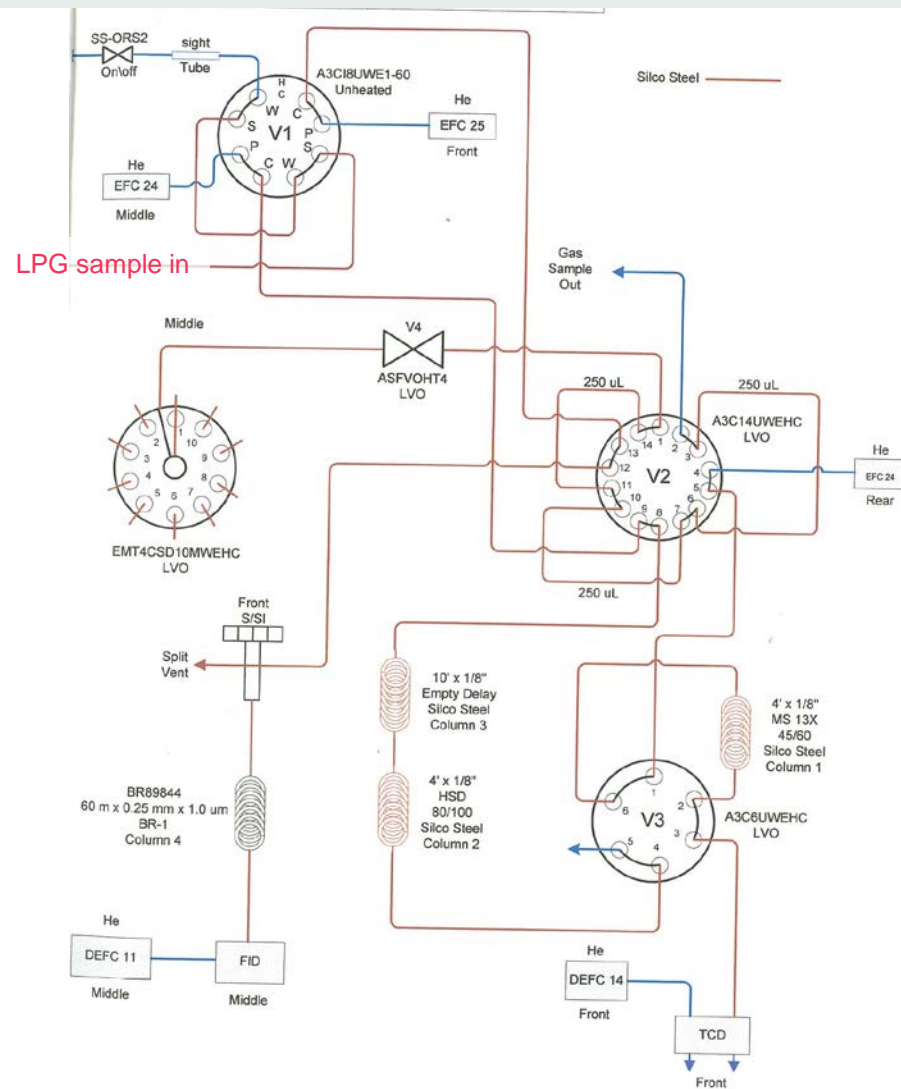 SS-ORS2
On\off
sight
Tube
A3CI8UWE1-60
Unheated
Silco Steel
H
C
W
C
S
V1
P
P
S
C
W
He
EFC 25
Front
He
EFC 24
Middle
LPG sample in
Gas
Sample
Out
Middle
V4
ASFVOHT4
LVO
250 uL
250 uL
A3C14UWEHC
LVO
14
1
2
3
4
5
6
7
8
9
10
11
12
13
V2
He
EFC 24
Rear
1
2
3
4
5
6
7
8
9
10
EMT4CSD10MWEHC
LVO
250 uL
Front
S/SI
Split
Vent
10' x 1/8"
Empty Delay
Silco Steel
Column 3
4' x 1/8"
MS 13X
45/60
Silco Steel
Column 1
BR89844
60 m x 0.25 mm x 1.0 um
BR-1
Column 4
4' x 1/8"
HSD
80/100
Silco Steel
Column 2
1
2
3
4
5
6
V3
A3C6UWEHC
LVO
He
DEFC 11
Middle
FID
Middle
He
DEFC 14
Front
TCD
Front